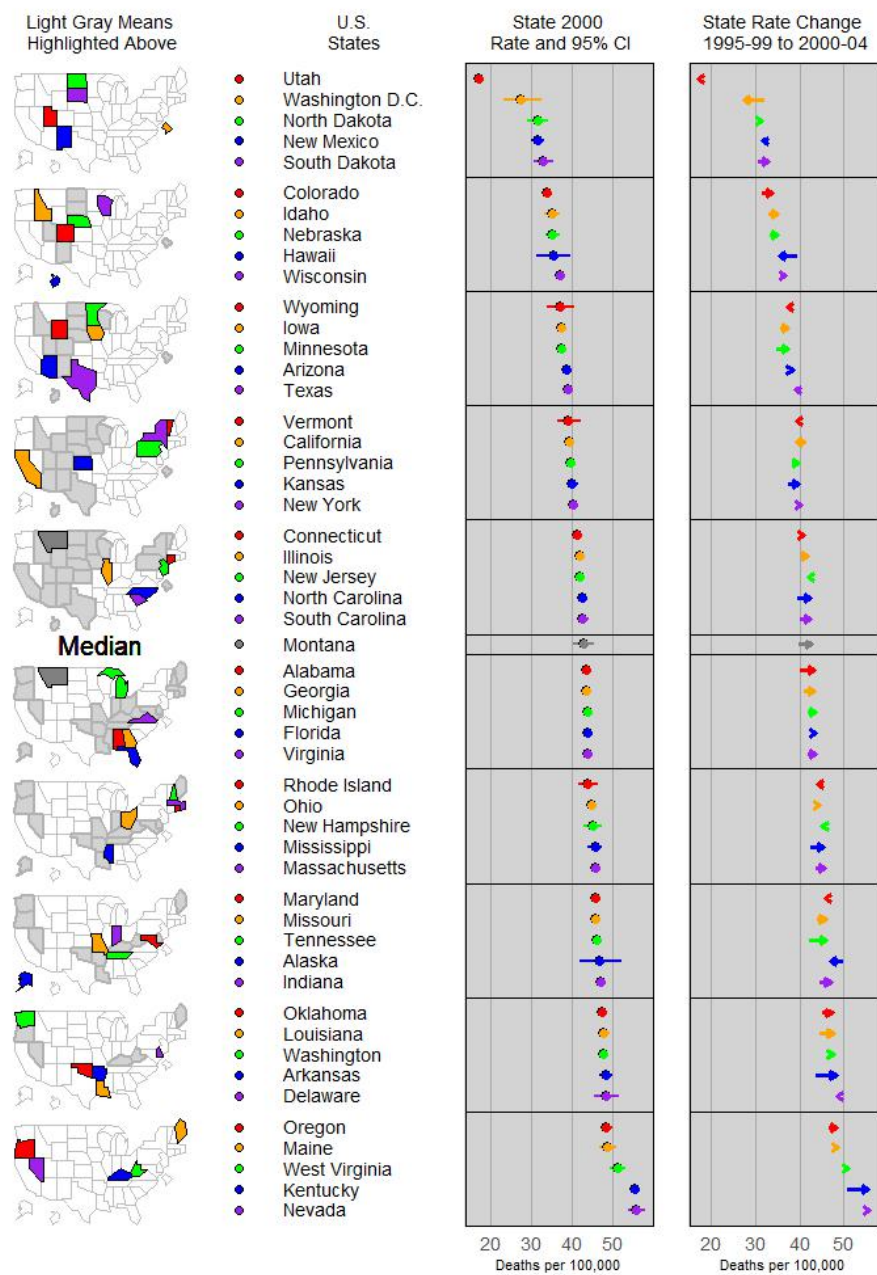 Light Gray Means
Highlighted Above
U.S.
States
State 2000
Rate and 95% CI
State Rate Change
1995-99 to 2000-04
Utah
Washington D.C.
North Dakota
New Mexico
South Dakota
Colorado
Idaho
Nebraska
Hawaii
Wisconsin
Wyoming
Iowa
Minnesota
Arizona
Texas
Vermont
California
Pennsylvania
Kansas
New York
Connecticut
Illinois
New Jersey
North Carolina
South Carolina
Median
Montana
Alabama
Georgia
Michigan
Florida
Virginia
Rhode Island
Ohio
New Hampshire
Mississippi
Massachusetts
Maryland
Missouri
Tennessee
Alaska
Indiana
Oklahoma
Louisiana
Washington
Arkansas
Delaware
Oregon
Maine
West Virginia
Kentucky
Nevada
20 30 40 50
20 30 40 50
Deaths per 100,000
Deaths per 100,000